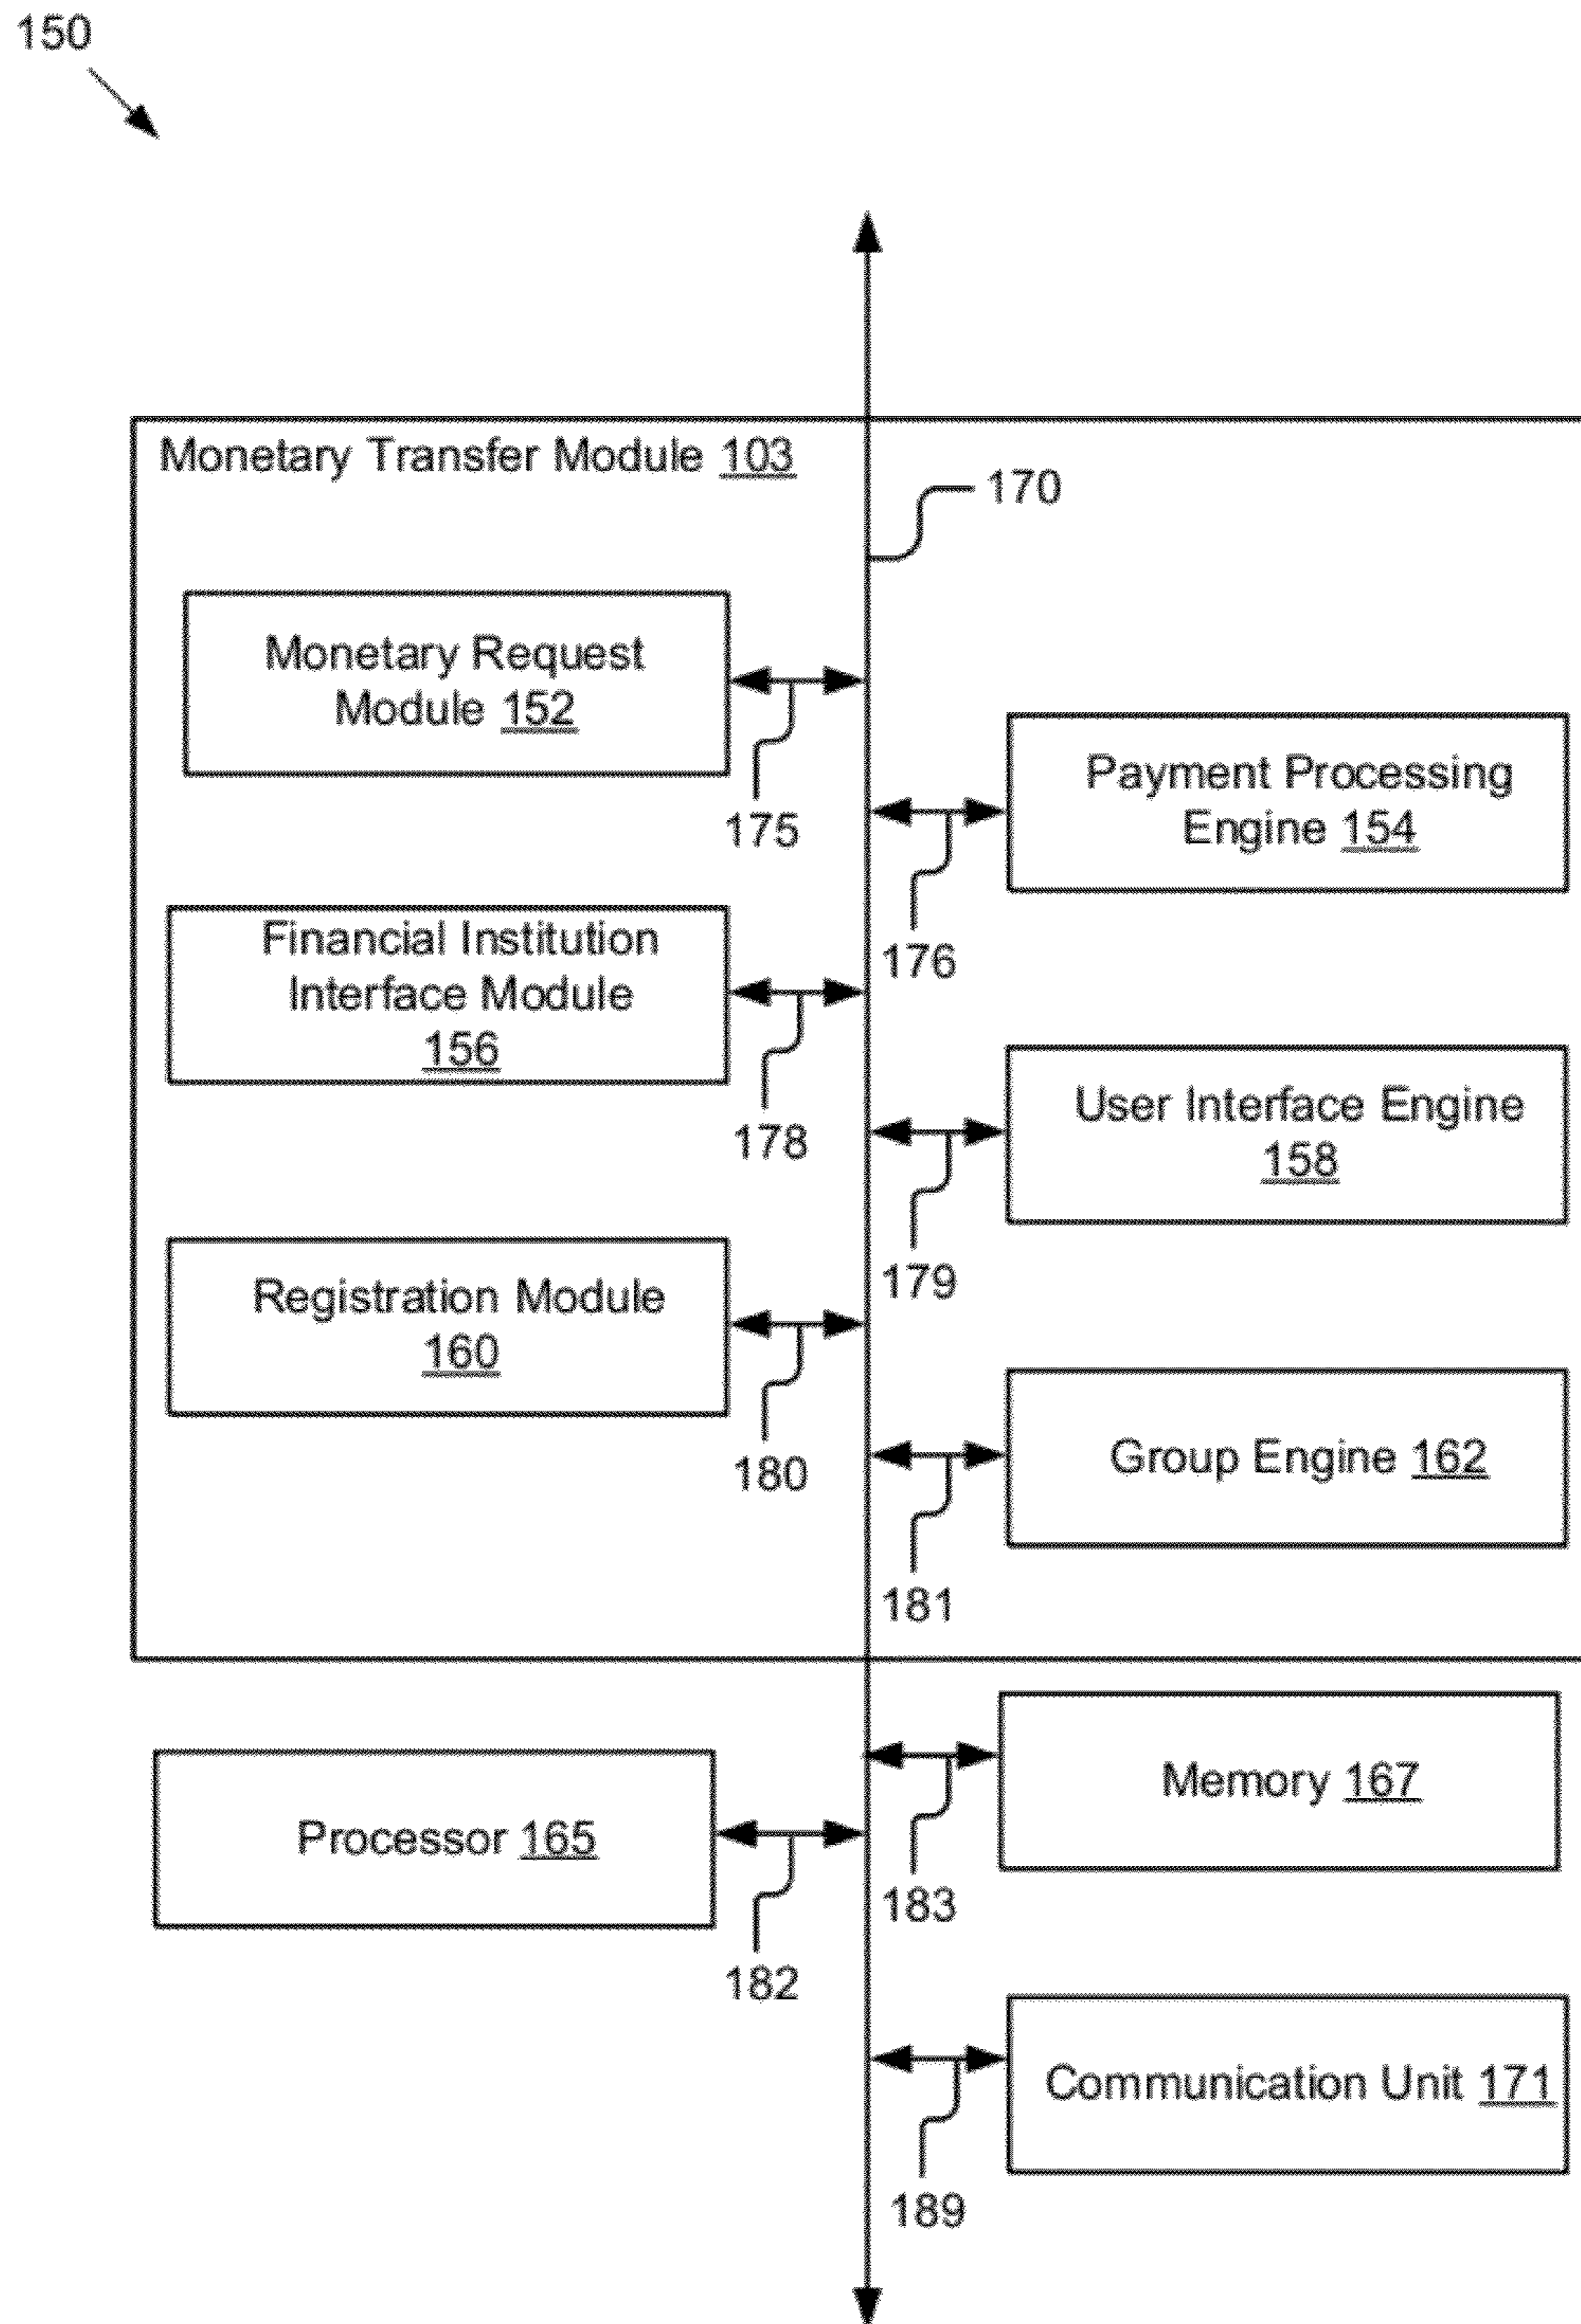 150
Monetary Transfer Module 103
170
Monetary Request
Module 152
175
Payment Processing
Engine 154
176
Financial Institution
Interface Module
156
178
User Interface Engine
158
179
Registration Module
160
180
Group Engine 162
181
Memory 167
183
Processor 165
182
Communication Unit 171
189